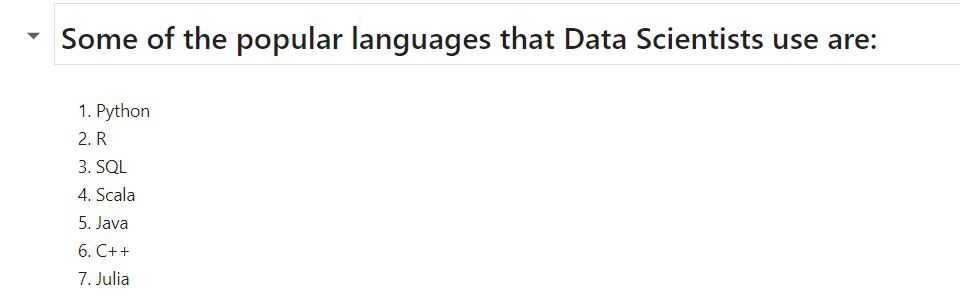 Some of the popular languages that Data Scientists use are:
1. Python
2. R
3. SQL
4. Scala
5. Java
6. C++
7. Julia